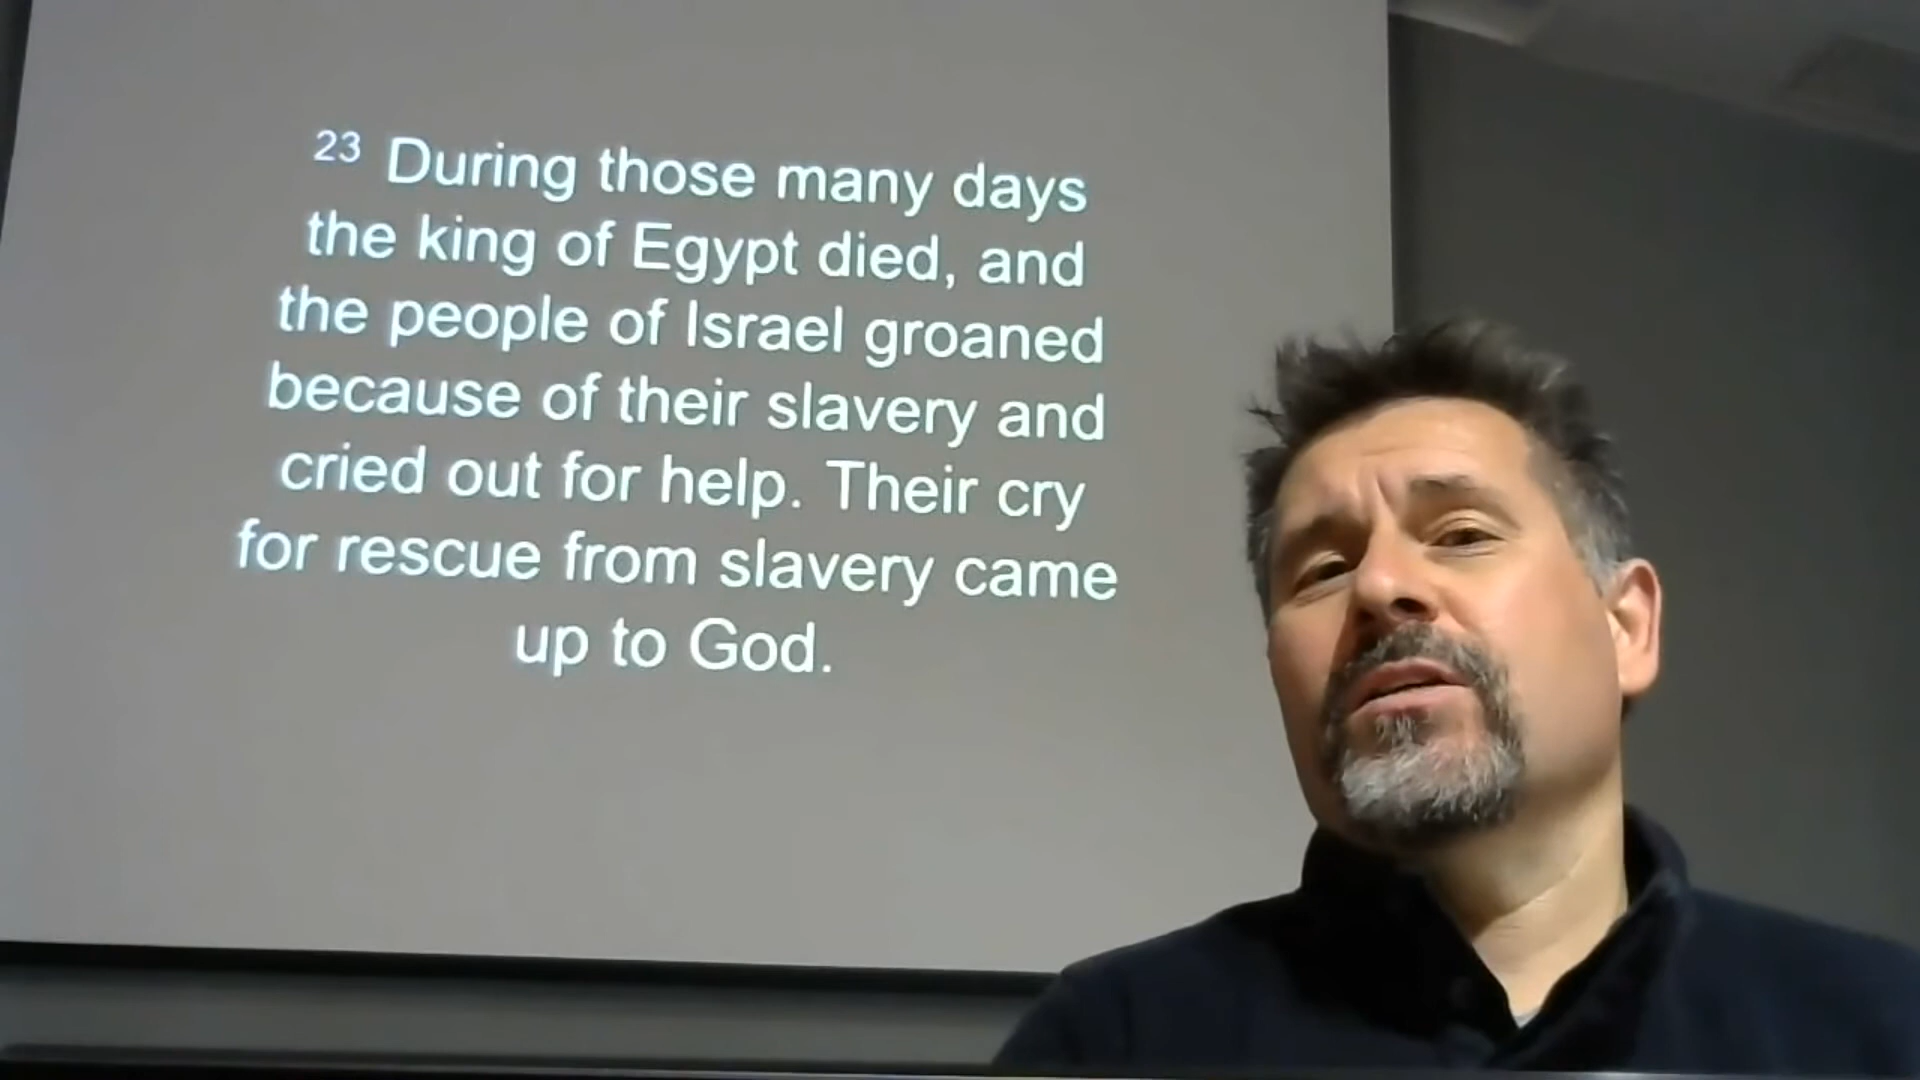 23 During those many days
the king of Egypt died, and
the people of Israel groaned
because of their slavery and
cried out for help. Their cry
for rescue from slavery came
up to God.